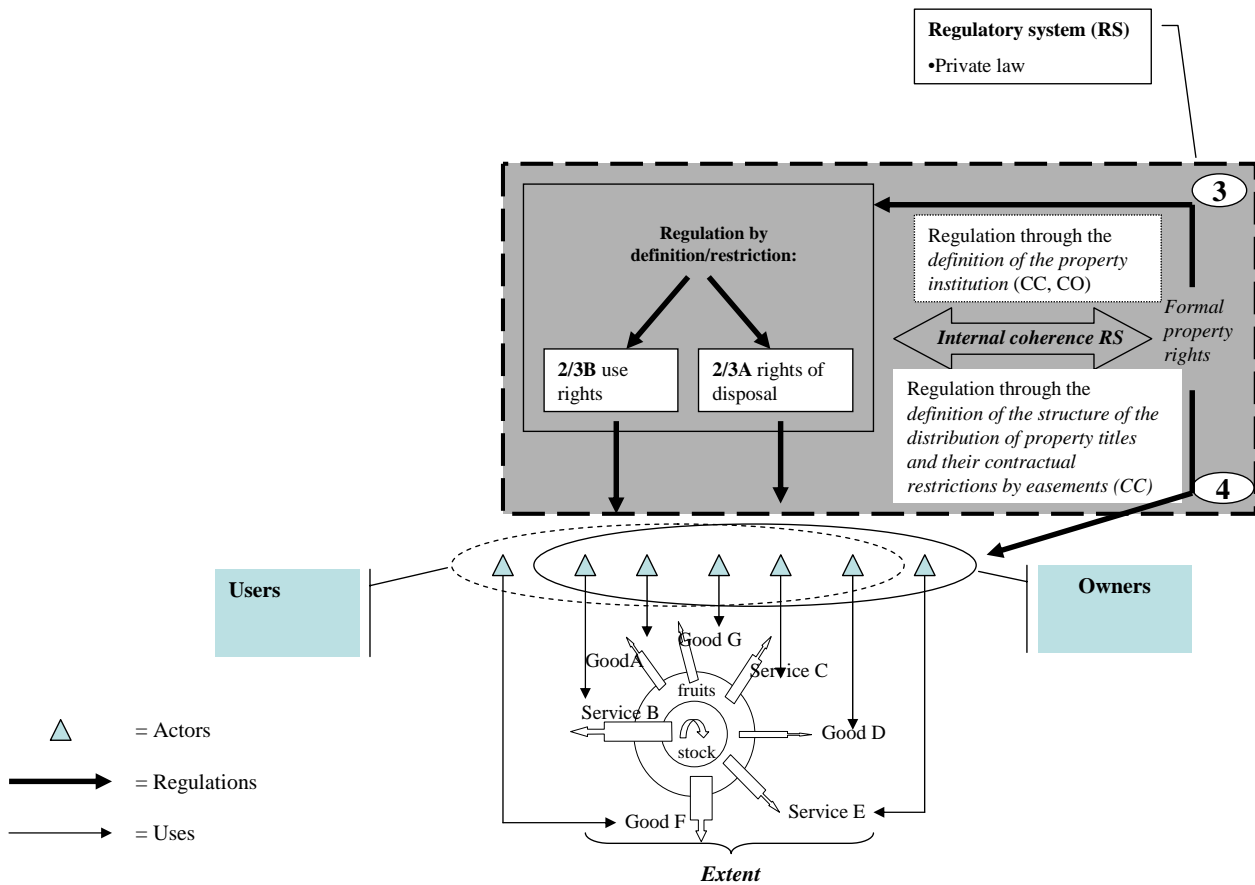 Regulatory system (RS)
•Private law
3
Regulation by
definition/restriction:
Regulation through the
definition of the property
institution (CC, CO)
Formal
property
rights
Internal coherence RS
2/3B use
rights
2/3A rights of
disposal
Regulation through the
definition of the structure of the
distribution of property titles
and their contractual
restrictions by easements (CC)
4
Users
Owners
Good G
GoodA
Service C
fruits
Service B
stock
Good D
Service E
Good F
Extent
= Actors
= Regulations
= Uses